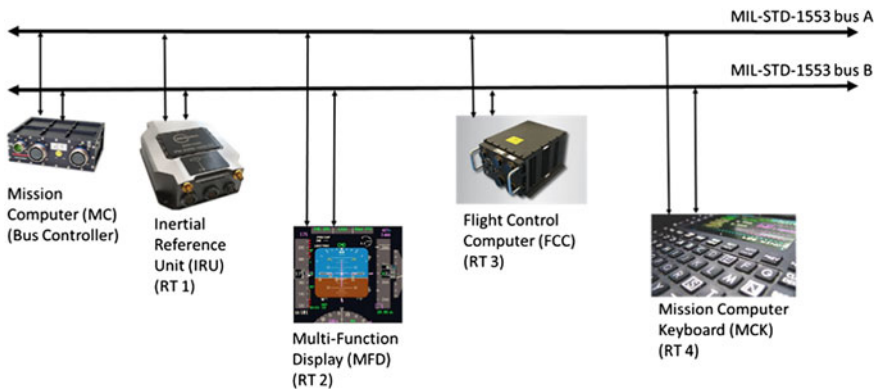 MIL-STD-1553 bus A
MIL-STD-1553 bus B
Mission
Computer (MC)
(Bus Controller)
Inertial
Reference
Unit (IRU)
(RT 1)
Multi-Function
Display (MFD)
(RT 2)
Flight Control
Computer (FCC)
(RT 3)
Mission Computer
Keyboard (MCK)
(RT 4)